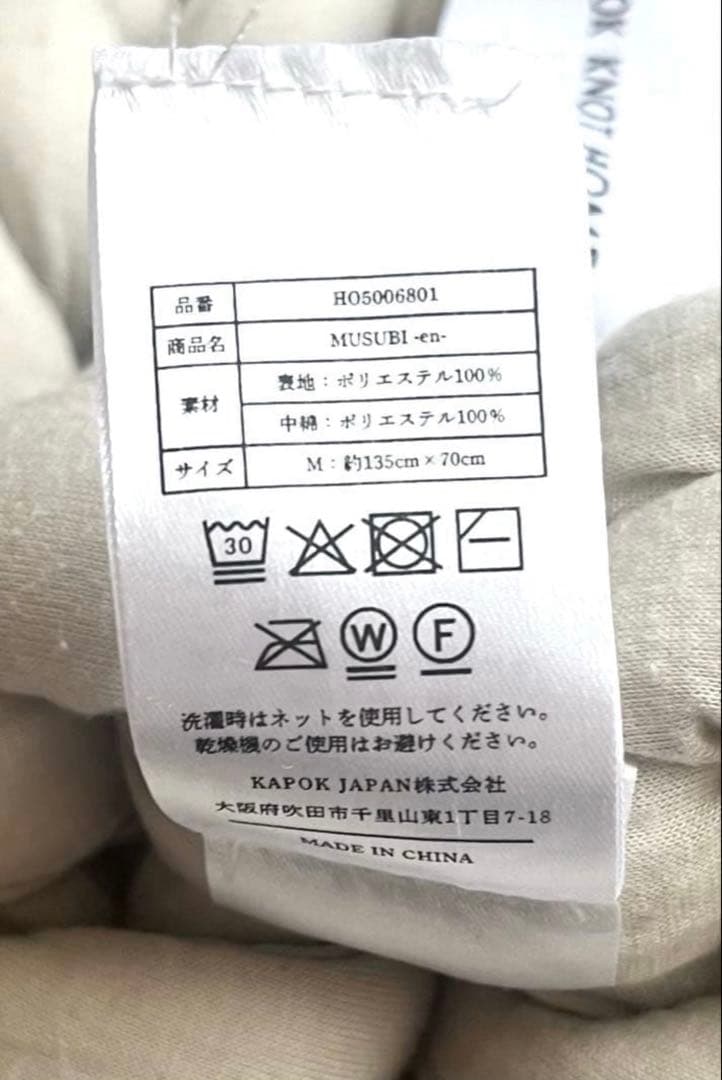 OK KNOT HOME
品番 HO5006801
商品名 MUSUBI -en-
素材
表地：ポリエステル100%
中綿：ポリエステル100%
サイズ M：約135cm×70cm
30
W F
洗濯時はネットを使用してください。
乾燥機のご使用はお避けください。
KAPOK JAPAN株式会社
大阪府吹田市千里山東1丁目7-18
MADE IN CHINA